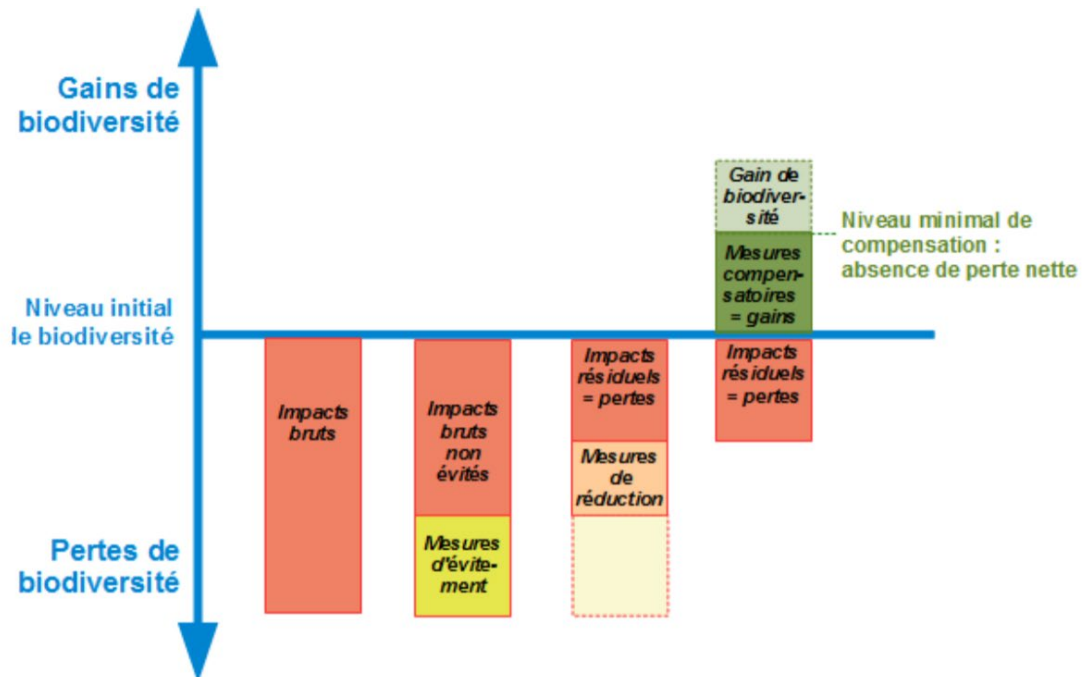 Gains de
biodiversité
Gain de
biodiver-
sité
Niveau minimal de
compensation :
absence de perte nette
Mesures
compen-
satoires
= gains
Niveau initial
de biodiversité
Impacts
bruts
Impacts
bruts
non
évités
Impacts
résiduels
= pertes
Impacts
résiduels
= pertes
Mesures
de
réduction
Mesures
d'évite-
ment
Pertes de
biodiversité